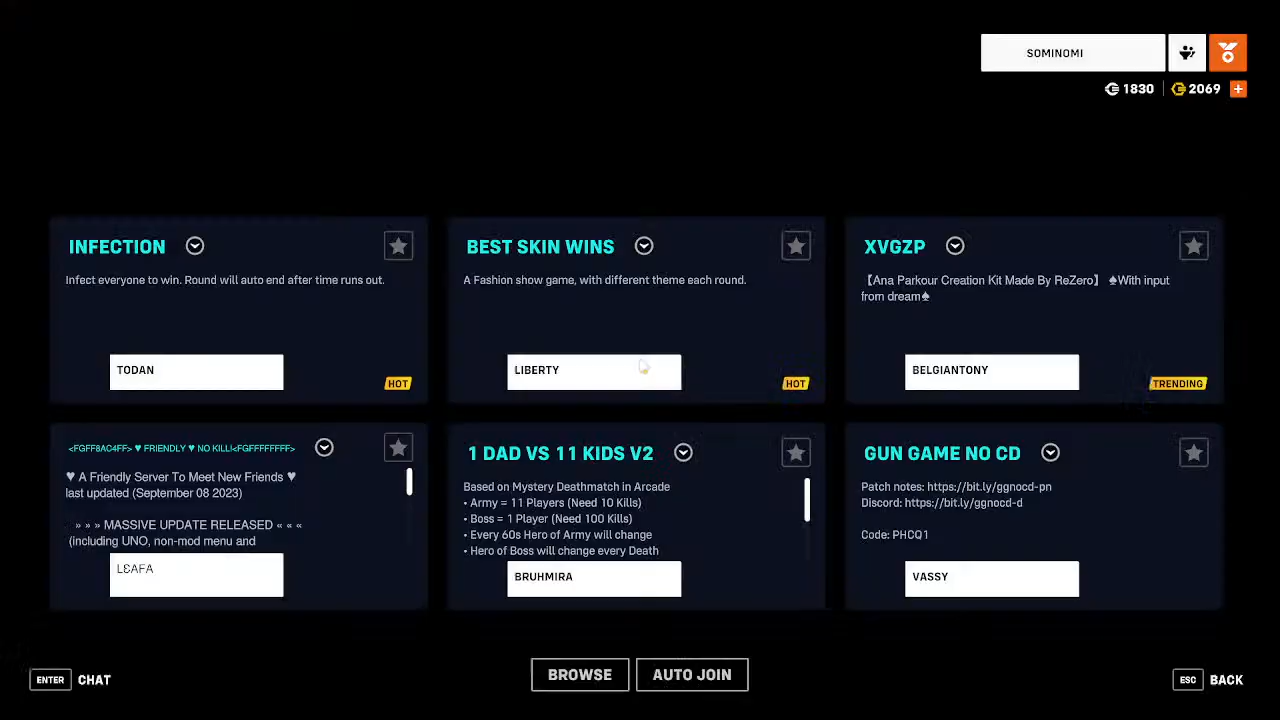 SOMINOMI
1830
2069
INFECTION
Infect everyone to win. Round will auto end after time runs out.
TODAN
HOT
BEST SKIN WINS
A Fashion show game, with different theme each round.
LIBERTY
HOT
XVGZP
【Ana Parkour Creation Kit Made By ReZero】 ♠With input
from dream♠
BELGIANTONY
TRENDING
<FGFF8AC4FF> ♥ FRIENDLY ♥ NO KILL!<FGFFFFFFFF>
♥ A Friendly Server To Meet New Friends ♥
last updated (September 08 2023)
» » » MASSIVE UPDATE RELEASED « « «
(including UNO, non-mod menu and
LƐAFA
1 DAD VS 11 KIDS V2
Based on Mystery Deathmatch in Arcade
• Army = 11 Players (Need 10 Kills)
• Boss = 1 Player (Need 100 Kills)
• Every 60s Hero of Army will change
• Hero of Boss will change every Death
BRUHMIRA
GUN GAME NO CD
Patch notes: https://bit.ly/ggnocd-pn
Discord: https://bit.ly/ggnocd-d
Code: PHCQ1
VASSY
ENTER CHAT
BROWSE
AUTO JOIN
ESC BACK